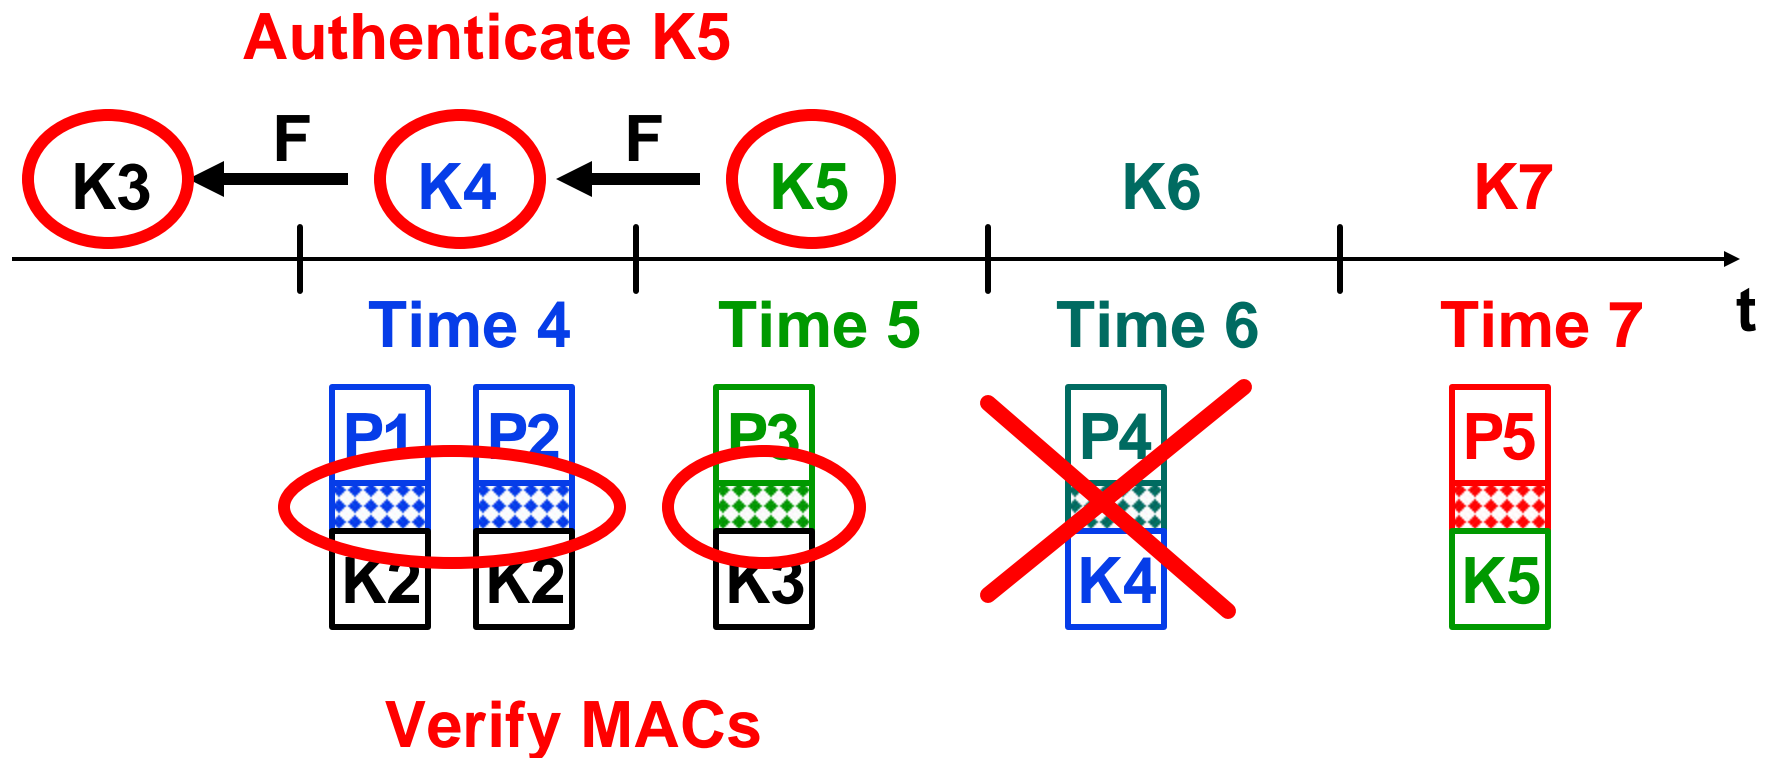 Authenticate K5
F F
K3 K4 K5 K6 K7
t
Time 4 Time 5 Time 6 Time 7
P1 P2 P3 P4 P5
K2 K2 K3 K4 K5
Verify MACs